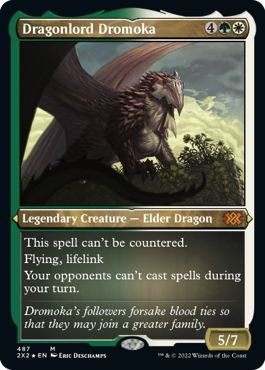 Dragonlord Dromoka 4
Legendary Creature — Elder Dragon
This spell can't be countered.
Flying, lifelink
Your opponents can't cast spells during
your turn.
Dromoka's followers forsake blood ties so
that they may join a greater family.
5/7
487 M
2X2 ★ EN Eric Deschamps
™ & © 2022 Wizards of the Coast